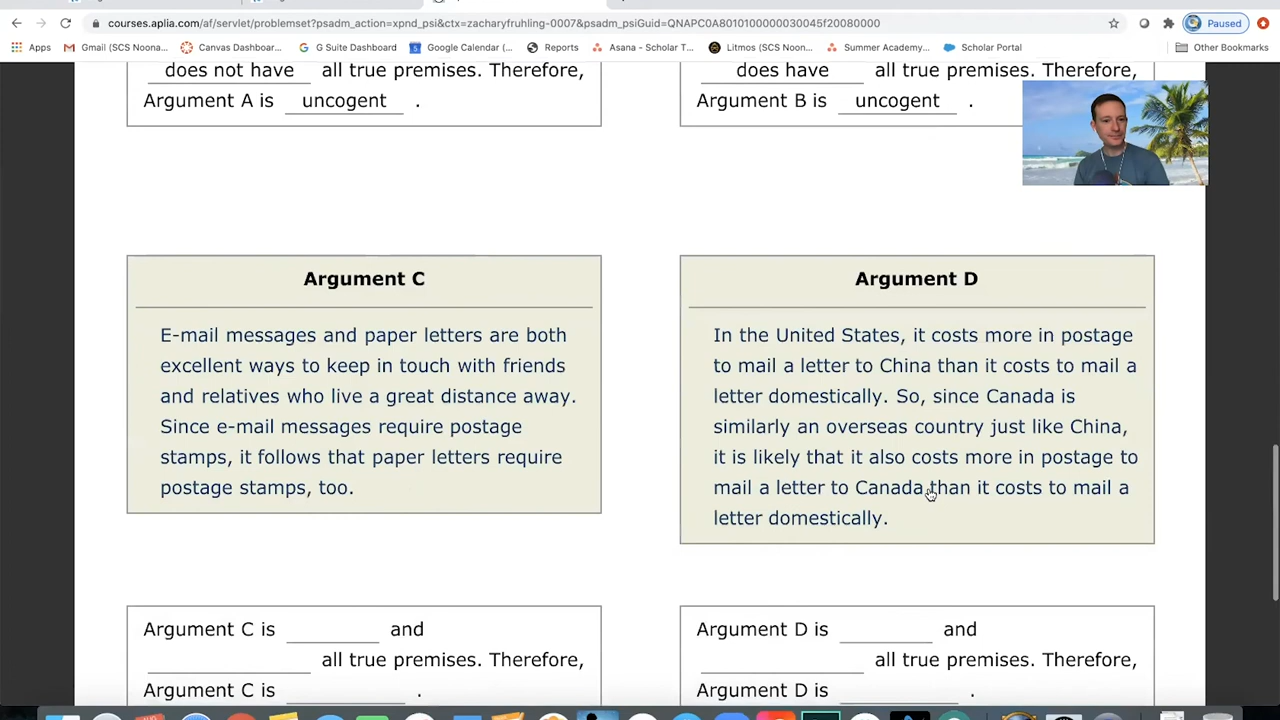 courses.aplia.com/af/servlet/problemset?psadm_action=xpnd_psi&ctx=zacharyfruhling-0007&psadm_psiGuid=QNAPC0A8010100000030045f20080000
Paused
Apps
Gmail (SCS Noona...
Canvas Dashboar...
G Suite Dashboard
Google Calendar (...
Reports
Asana - Scholar T...
Litmos (SCS Noon...
Summer Academy...
Scholar Portal
Other Bookmarks
does not have all true premises. Therefore,
Argument A is uncogent .
does have all true premises. Therefore,
Argument B is uncogent .
Argument C
E-mail messages and paper letters are both
excellent ways to keep in touch with friends
and relatives who live a great distance away.
Since e-mail messages require postage
stamps, it follows that paper letters require
postage stamps, too.
Argument D
In the United States, it costs more in postage
to mail a letter to China than it costs to mail a
letter domestically. So, since Canada is
similarly an overseas country just like China,
it is likely that it also costs more in postage to
mail a letter to Canada than it costs to mail a
letter domestically.
Argument C is ________ and
________ all true premises. Therefore,
Argument C is ________ .
Argument D is ________ and
________ all true premises. Therefore,
Argument D is ________ .